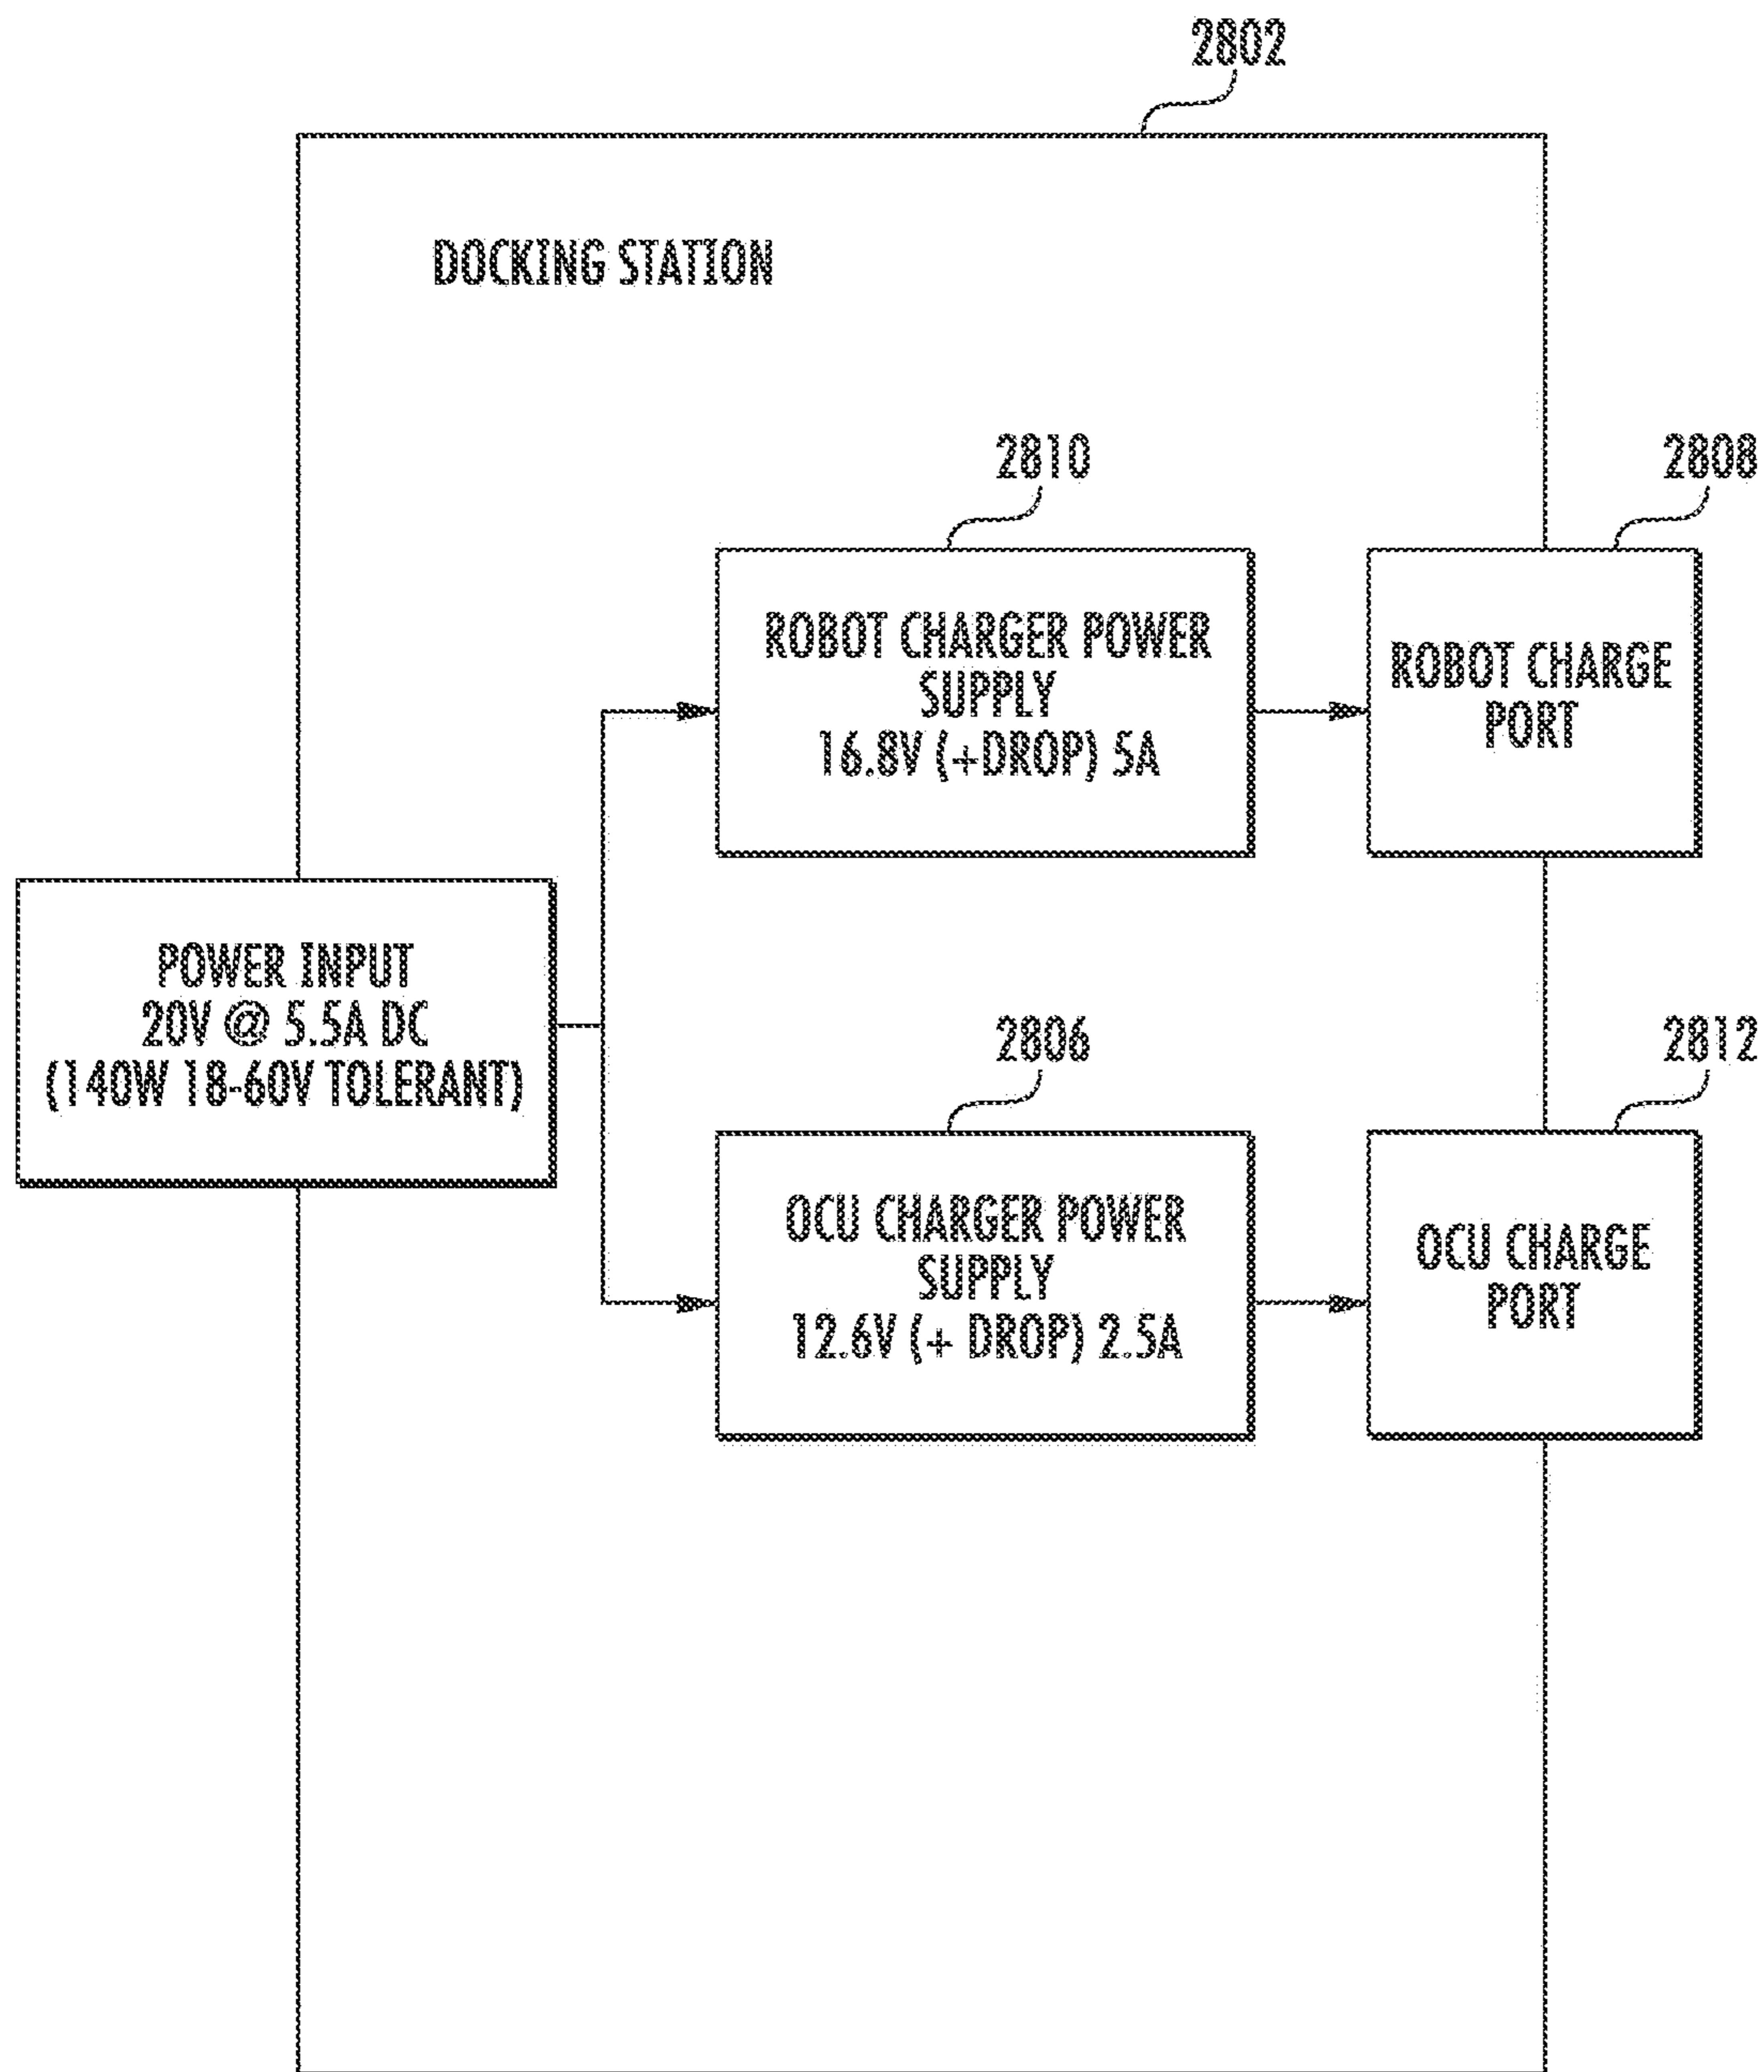 2802
DOCKING STATION
2810
2808
ROBOT CHARGER POWER
SUPPLY
16.8V (+DROP) 5A
ROBOT CHARGE
PORT
POWER INPUT
20V @ 5.5A DC
(140W 18-60V TOLERANT)
2806
2812
OCU CHARGER POWER
SUPPLY
12.6V (+ DROP) 2.5A
OCU CHARGE
PORT